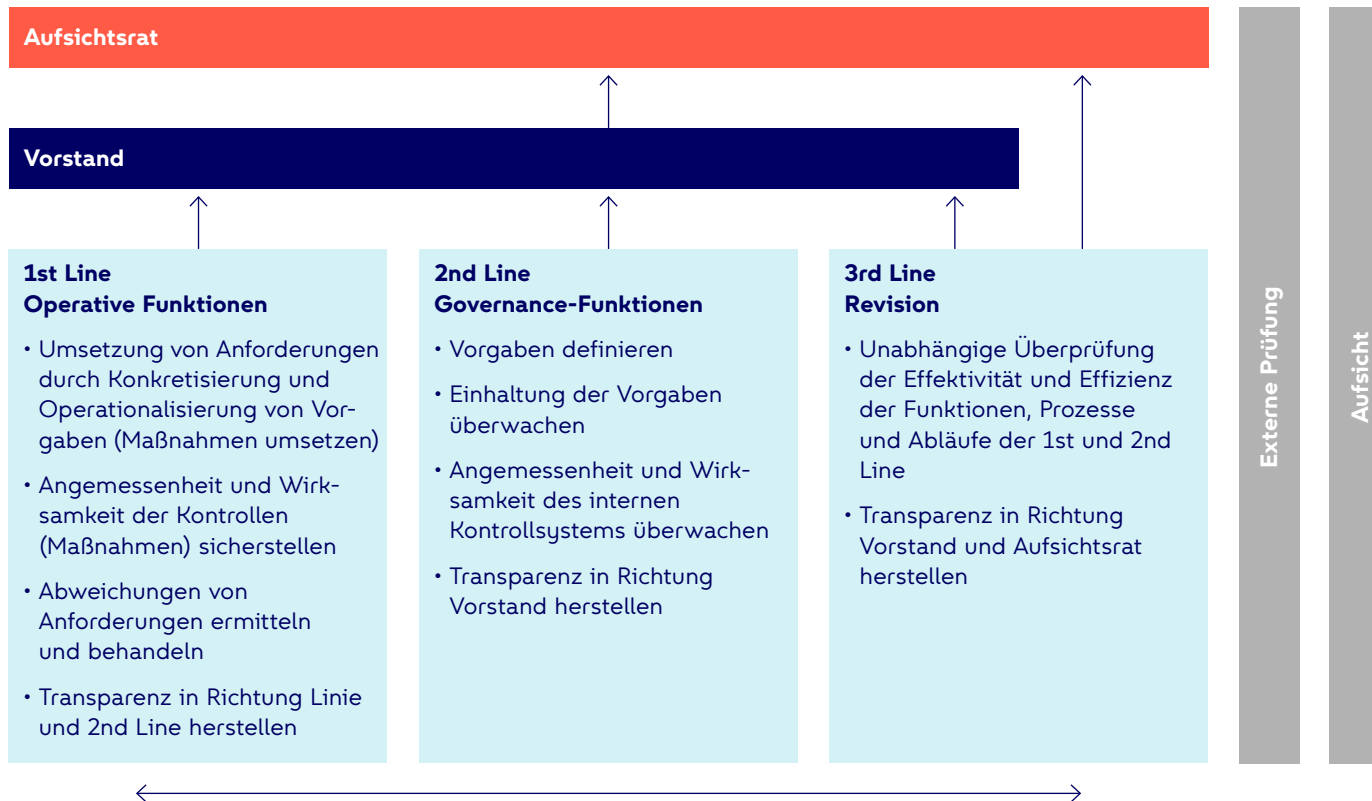 Aufsichtsrat
Vorstand
1st Line
Operative Funktionen
• Umsetzung von Anforderungen
durch Konkretisierung und
Operationalisierung von Vor-
gaben (Maßnahmen umsetzen)
• Angemessenheit und Wirk-
samkeit der Kontrollen
(Maßnahmen) sicherstellen
• Abweichungen von
Anforderungen ermitteln
und behandeln
• Transparenz in Richtung Linie
und 2nd Line herstellen
2nd Line
Governance-Funktionen
• Vorgaben definieren
• Einhaltung der Vorgaben
überwachen
• Angemessenheit und Wirk-
samkeit des internen
Kontrollsystems überwachen
• Transparenz in Richtung
Vorstand herstellen
3rd Line
Revision
• Unabhängige Überprüfung
der Effektivität und Effizienz
der Funktionen, Prozesse
und Abläufe der 1st und 2nd
Line
• Transparenz in Richtung
Vorstand und Aufsichtsrat
herstellen
Externe Prüfung
Aufsicht